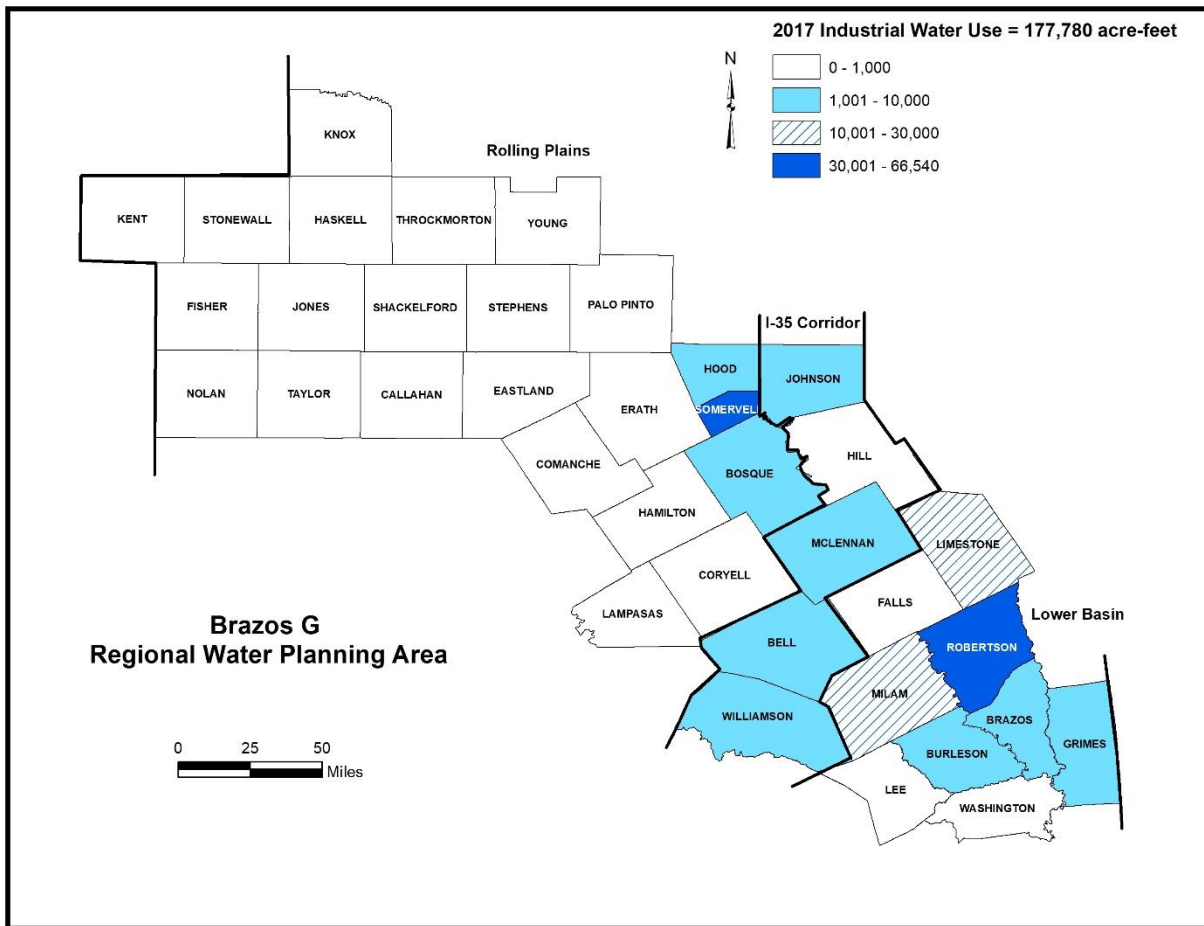 2017 Industrial Water Use = 177,780 acre-feet
N
0 - 1,000
1,001 - 10,000
10,001 - 30,000
30,001 - 66,540
KNOX
Rolling Plains
KENT
STONEWALL
HASKELL
THROCKMORTON
YOUNG
FISHER
JONES
SHACKELFORD
STEPHENS
PALO PINTO
I-35 Corridor
HOOD
JOHNSON
NOLAN
TAYLOR
CALLAHAN
EASTLAND
ERATH
SOMERVEL
COMANCHE
BOSQUE
HILL
HAMILTON
MCLENNAN
LIMESTONE
CORYELL
LAMPASAS
FALLS
Lower Basin
Brazos G
Regional Water Planning Area
BELL
ROBERTSON
MILAM
WILLIAMSON
BRAZOS
GRIMES
BURLESON
LEE
WASHINGTON
0 25 50
Miles